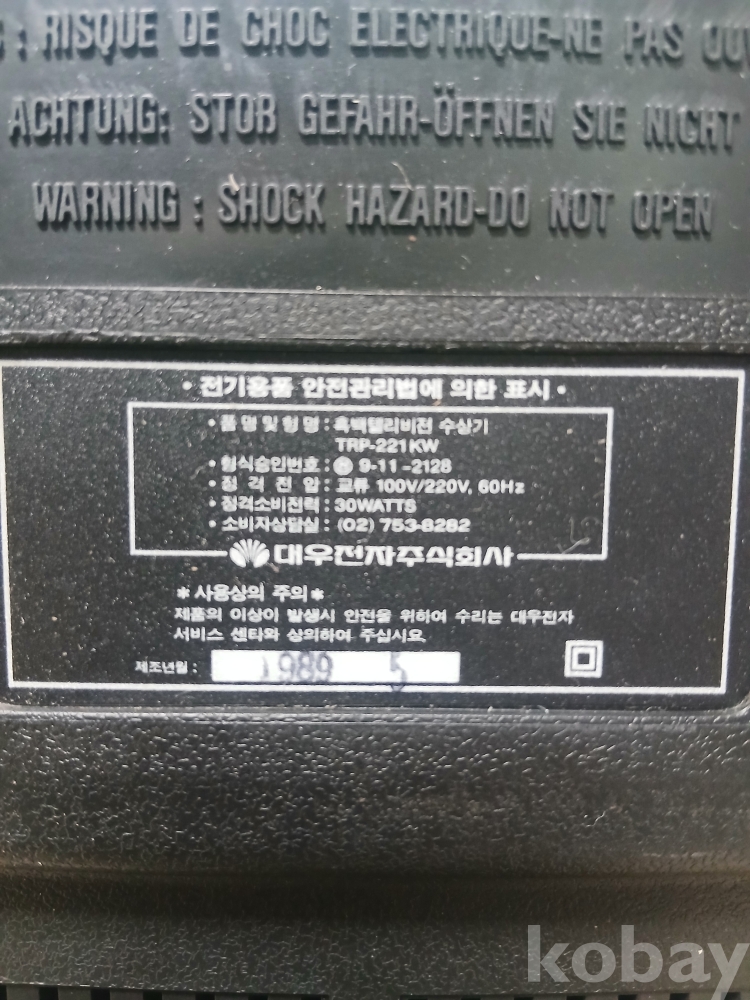 : RISQUE DE CHOC ELECTRIQUE-NE PAS OUV
ACHTUNG: STOB GEFAHR-ÖFFNEN SIE NICHT
WARNING : SHOCK HAZARD-DO NOT OPEN
• 전기용품 안전관리법에 의한 표시 •
• 품 명 및 형 명 : 흑백텔리비전 수상기
TRP-221KW
• 형식승인번호 : 9-11-2128
• 정 격 전 압 : 교류 100V/220V, 60Hz
• 정격소비전력 : 30WATTS
• 소비자상담실 : (02) 753-8282
대우전자주식회사
* 사용상의 주의 *
제품의 이상이 발생시 안전을 위하여 수리는 대우전자
서비스 센타와 상의하여 주십시요.
제조년월 : 1989 5
kobay